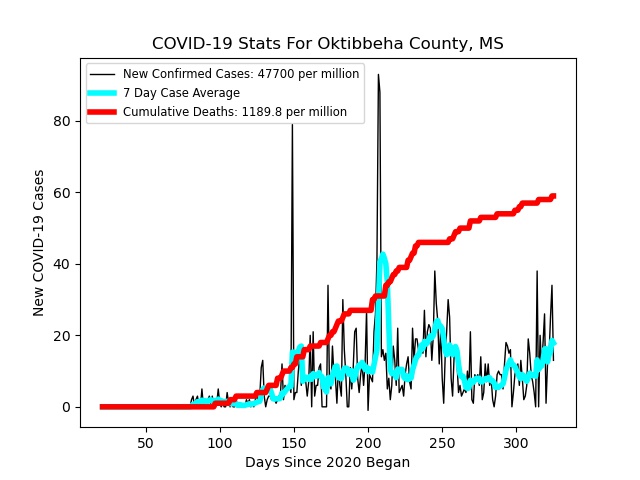 COVID-19 Stats For Oktibbeha County, MS
New Confirmed Cases: 47700 per million
7 Day Case Average
Cumulative Deaths: 1189.8 per million
New COVID-19 Cases
80
60
40
20
0
50 100 150 200 250 300
Days Since 2020 Began